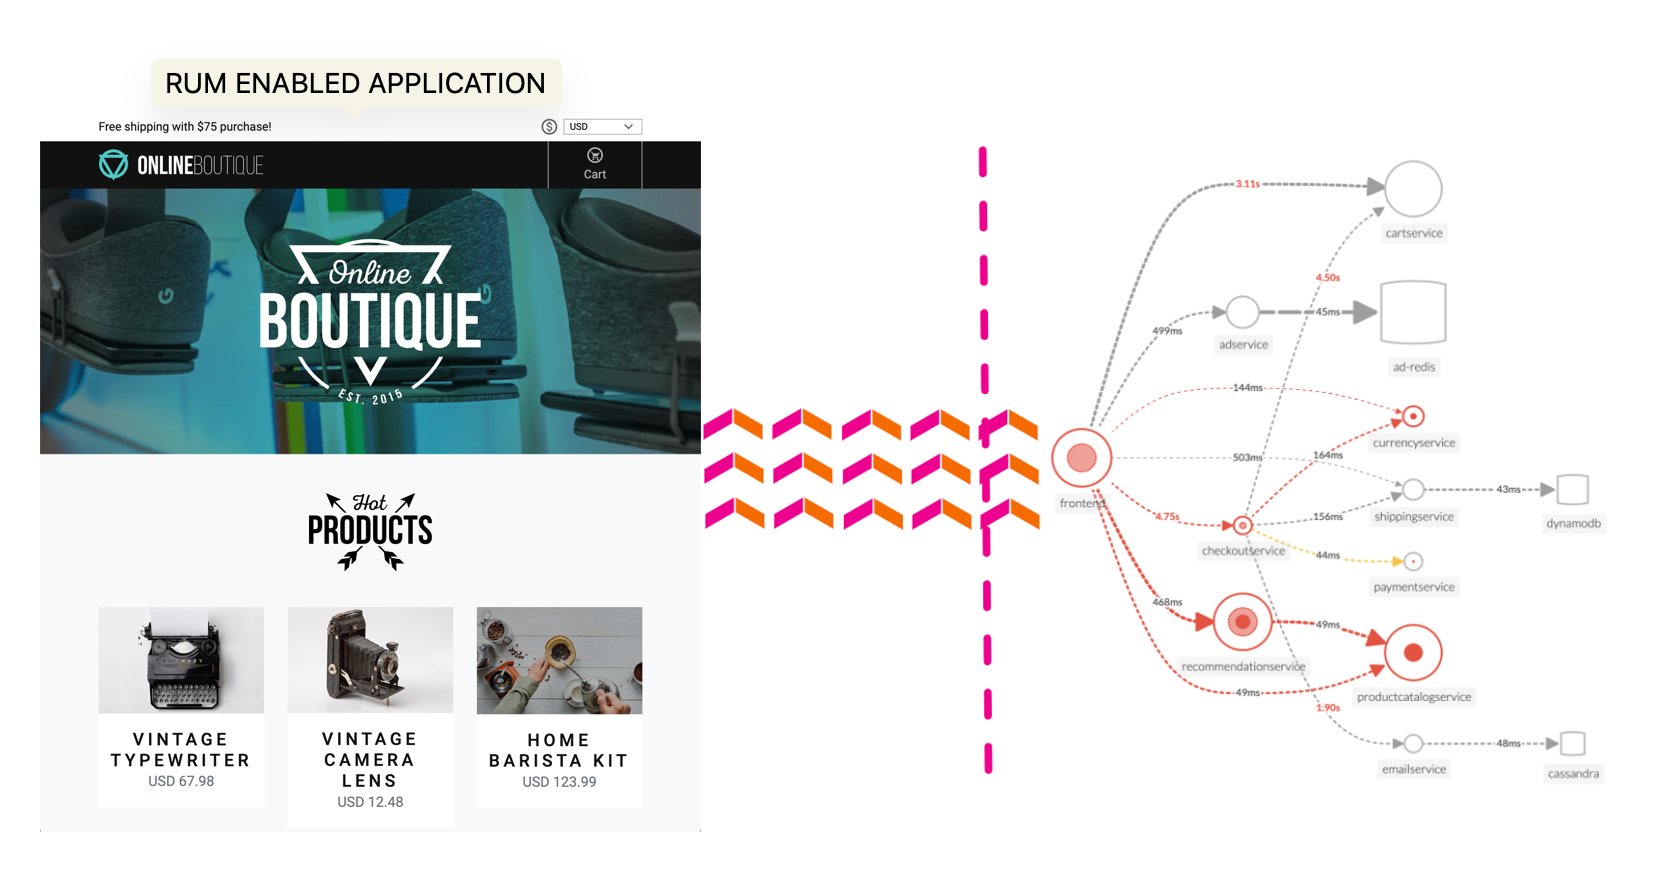 RUM ENABLED APPLICATION
Free shipping with $75 purchase!
$
USD
ONLINEBOUTIQUE
Cart
Online
BOUTIQUE
EST. 2015
Hot
PRODUCTS
VINTAGE
TYPEWRITER
USD 67.98
VINTAGE
CAMERA
LENS
USD 12.48
HOME
BARISTA KIT
USD 123.99
3.11s
cartservice
4.50s
499ms
45ms
adservice
ad-redis
144ms
currencyservice
164ms
503ms
frontend
43ms
4.75s
156ms
shippingservice
dynamodb
checkoutservice
44ms
paymentservice
468ms
49ms
recommendationservice
49ms
productcatalogservice
1.90s
48ms
emailservice
cassandra